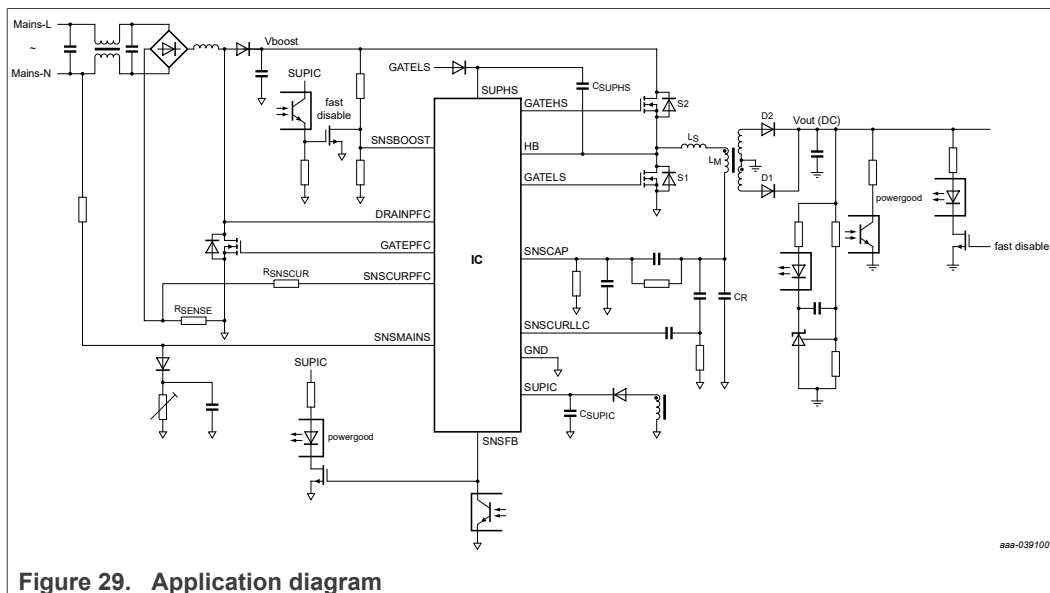 Mains-L
~
Mains-N
Vboost
GATELS
SUPIC
fast
disable
SUPHS
CSUPHS
GATEHS
S2
SNSBOOST
HB
LS
LM
D2
Vout (DC)
GATELS
S1
D1
powergood
fast disable
DRAINPFC
GATEPFC
IC
SNSCAP
RSNSCUR
SNSCURPFC
CR
RSENSE
SNSMAINS
SNSCURLLC
GND
SUPIC
SUPIC
CSUPIC
powergood
SNSFB
aaa-039100
Figure 29. Application diagram